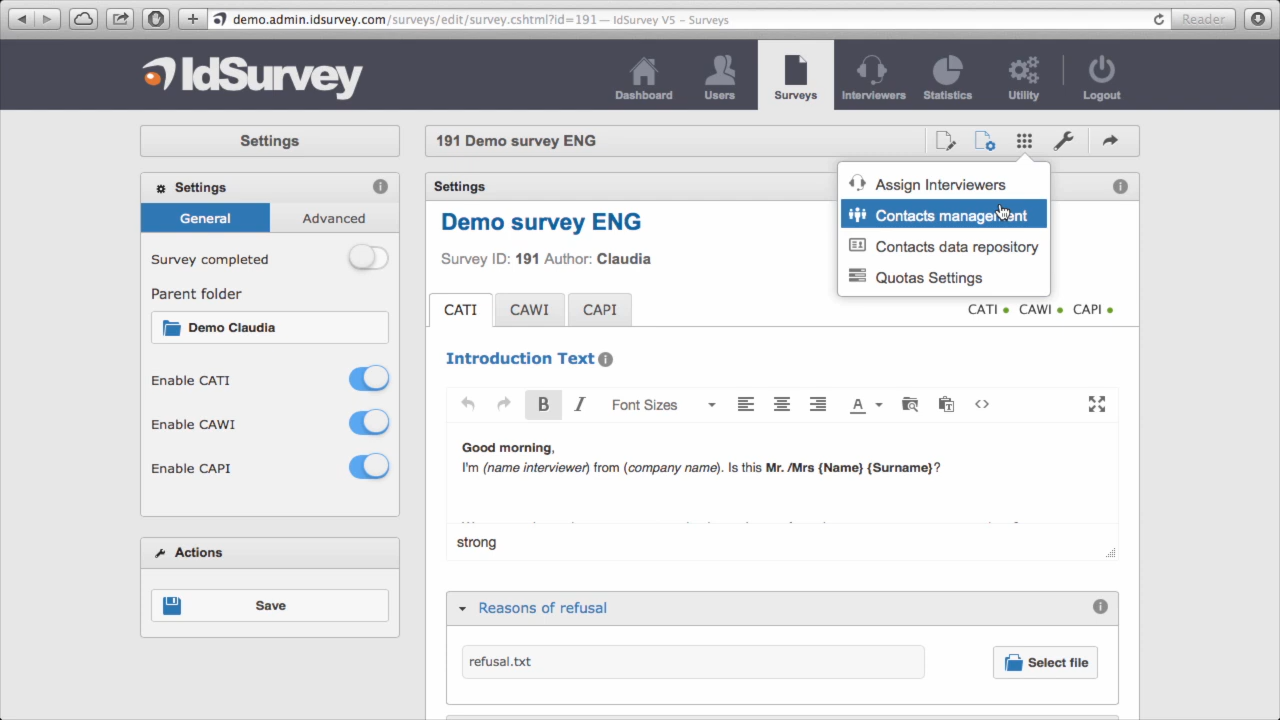 demo.admin.idsurvey.com/surveys/edit/survey.cshtml?id=191 — IdSurvey V5 – Surveys
Reader
IdSurvey
Dashboard
Users
Surveys
Interviewers
Statistics
Utility
Logout
Settings
191 Demo survey ENG
Assign Interviewers
Contacts management
Contacts data repository
Quotas Settings
Settings
General
Advanced
Survey completed
Parent folder
Demo Claudia
Enable CATI
Enable CAWI
Enable CAPI
Actions
Save
Settings
Demo survey ENG
Survey ID: 191 Author: Claudia
CATI
CAWI
CAPI
CATI ● CAWI ● CAPI ●
Introduction Text
B I Font Sizes A
Good morning,
I'm (name interviewer) from (company name). Is this Mr. /Mrs {Name} {Surname}?
strong
Reasons of refusal
refusal.txt
Select file